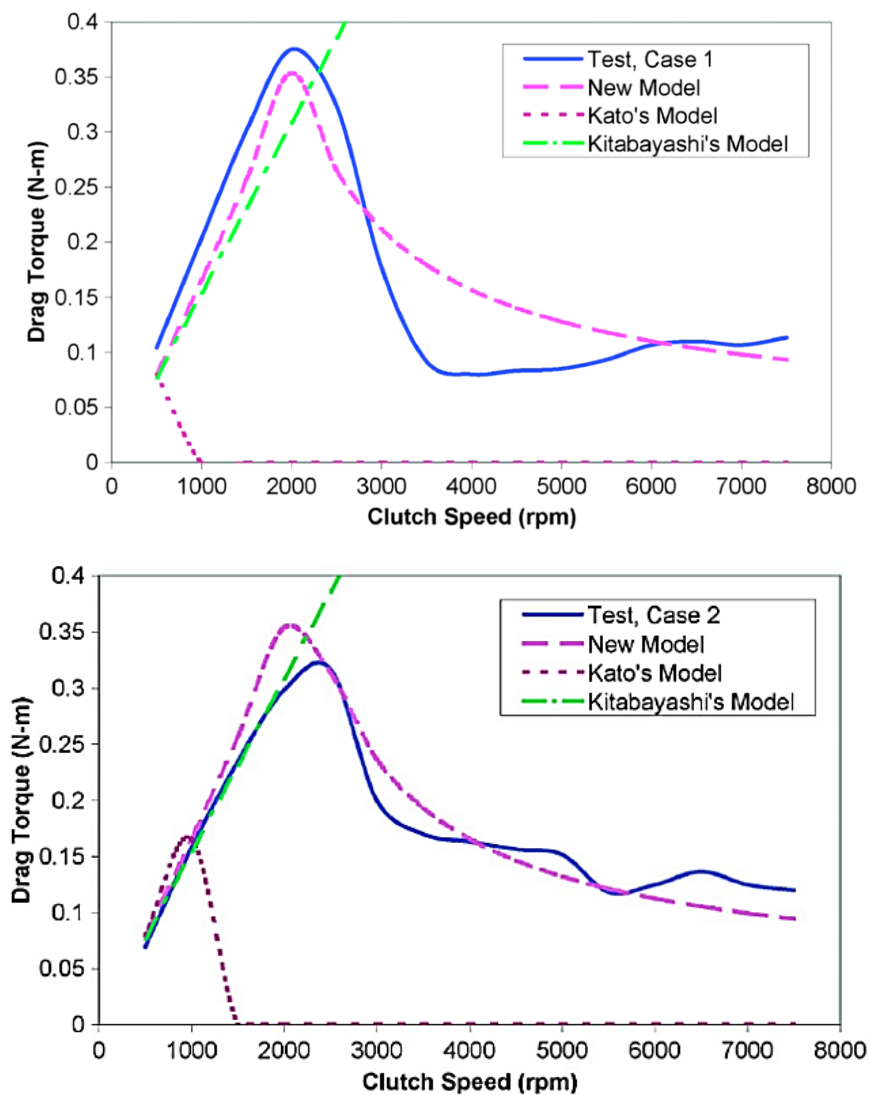 0.4
0.35
0.3
0.25
0.2
0.15
0.1
0.05
0
Drag Torque (N-m)
Test, Case 1
New Model
Kato's Model
Kitabayashi's Model
0 1000 2000 3000 4000 5000 6000 7000 8000
Clutch Speed (rpm)
0.4
0.35
0.3
0.25
0.2
0.15
0.1
0.05
0
Drag Torque (N-m)
Test, Case 2
New Model
Kato's Model
Kitabayashi's Model
0 1000 2000 3000 4000 5000 6000 7000 8000
Clutch Speed (rpm)